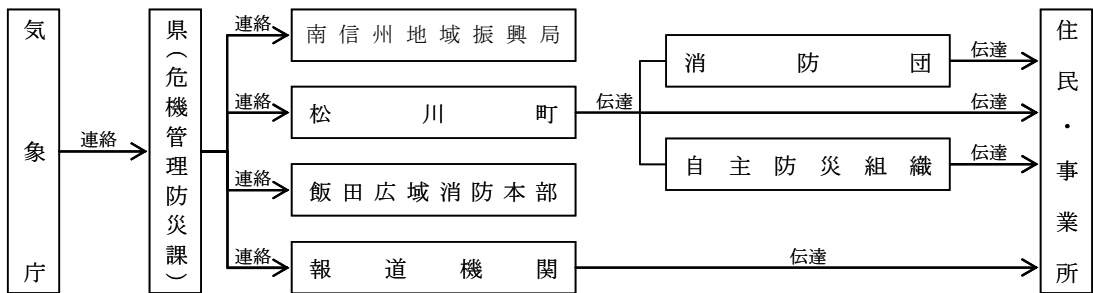 気象庁
連絡
県(危機管理防災課)
連絡
南信州地域振興局
連絡
松川町
連絡
飯田広域消防本部
連絡
報道機関
伝達
消防団
伝達
伝達
自主防災組織
伝達
伝達
住民・事業所